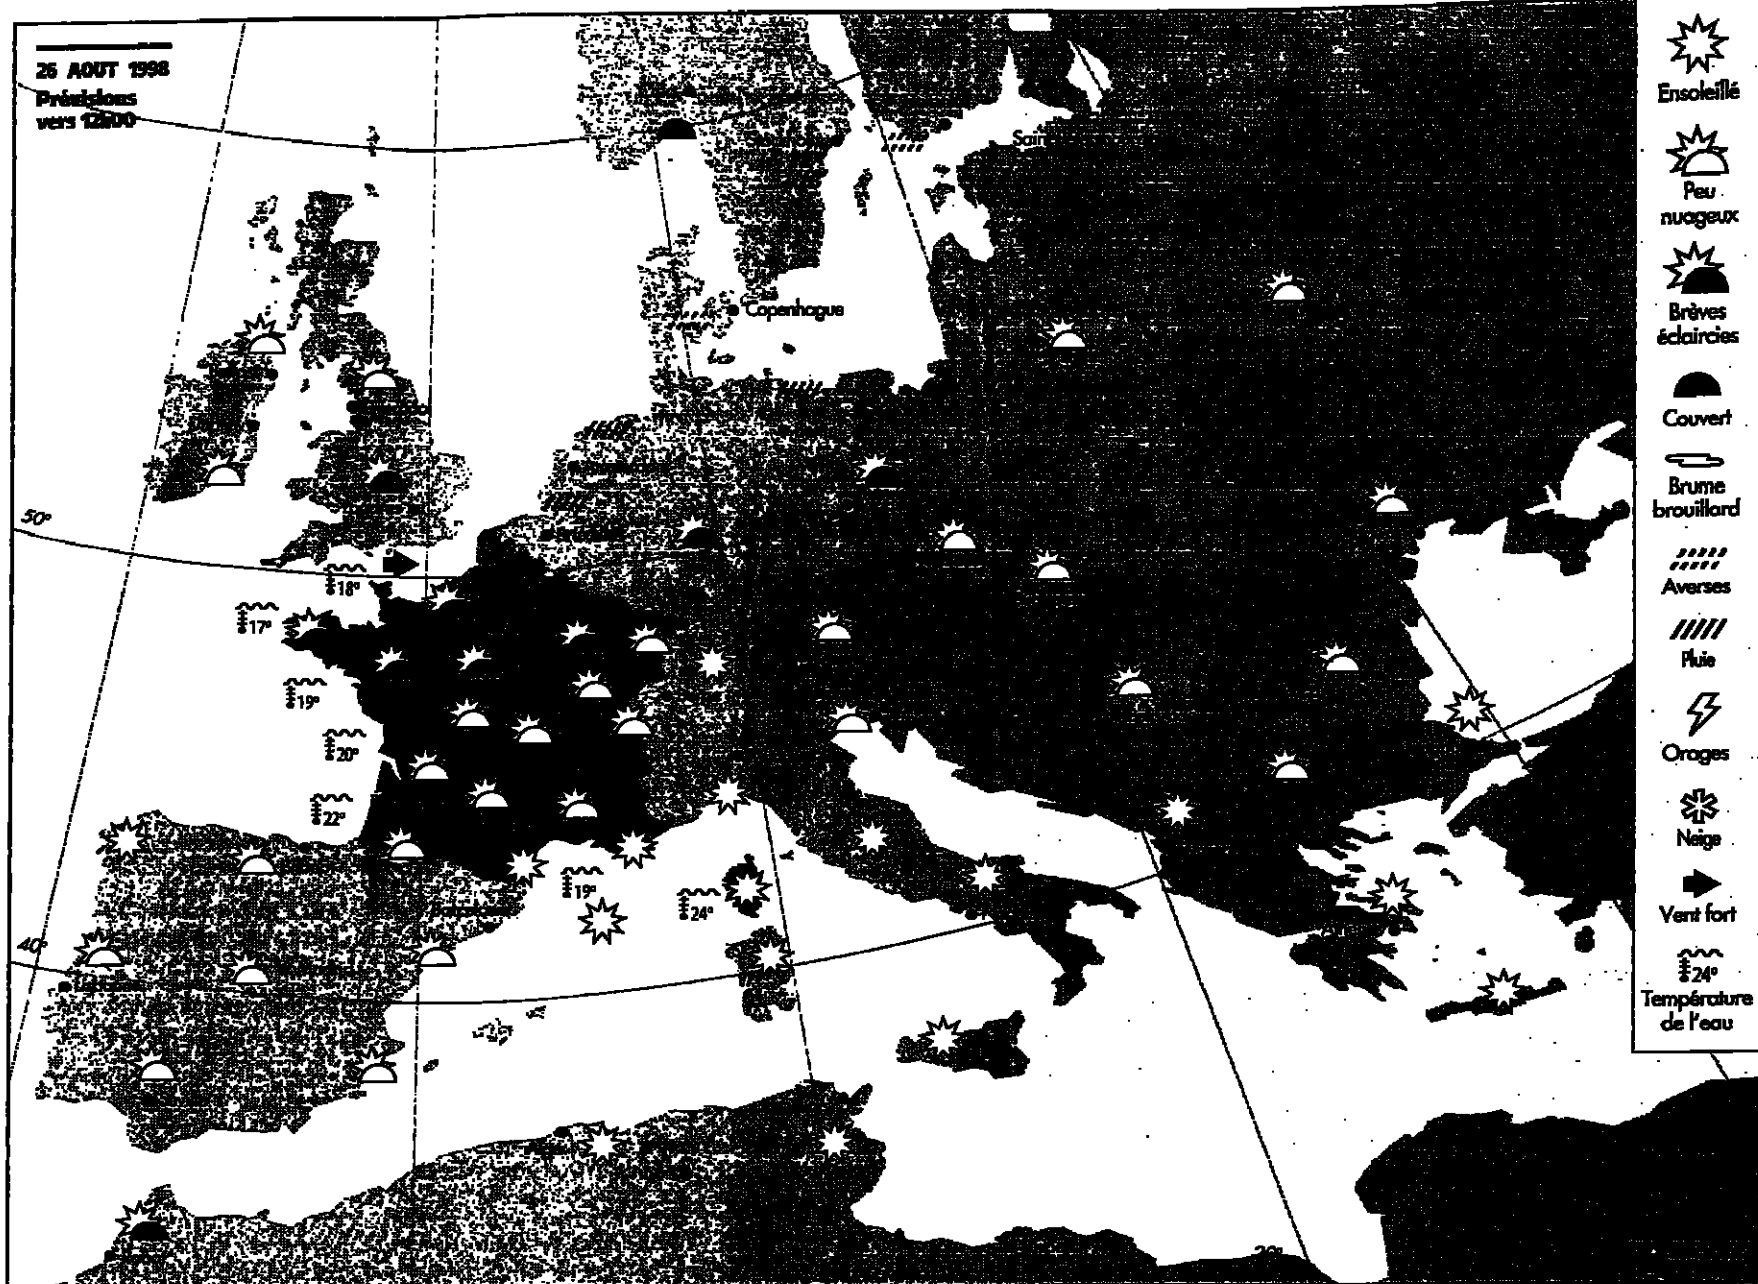 26 AOUT 1998
Prévisions
vers 12h00
Copenhague
50°
18°
17°
19°
20°
22°
19°
24°
40°
20°
Ensoleillé
Peu
nuageux
Brèves
éclaircies
Couvert
Brume
brouillard
Averses
Pluie
Orages
Neige
Vent fort
24°
Température
de l'eau